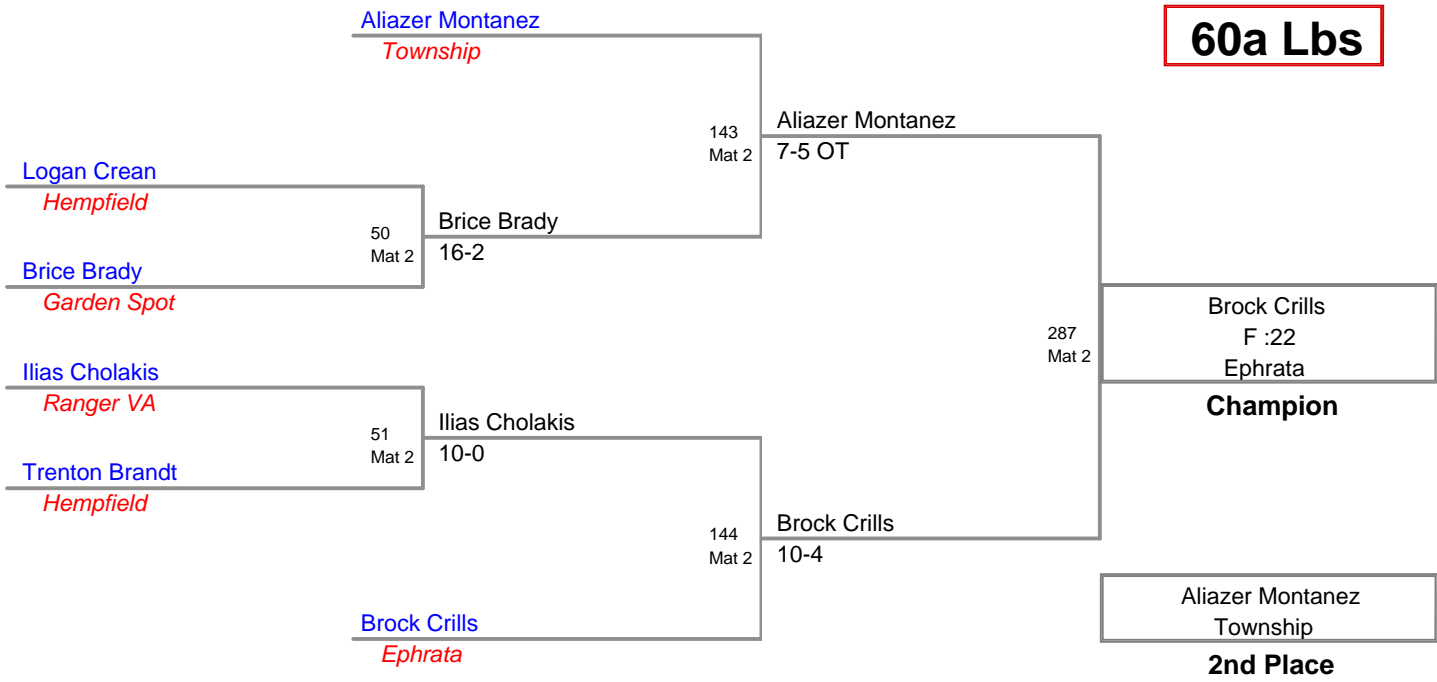 Aliazer Montanez
Township
60a Lbs
143
Mat 2
Aliazer Montanez
7-5 OT
Logan Crean
Hempfield
50
Mat 2
Brice Brady
16-2
Brice Brady
Garden Spot
287
Mat 2
Brock Crills
F :22
Ephrata
Champion
Ilias Cholakis
Ranger VA
51
Mat 2
Ilias Cholakis
10-0
Trenton Brandt
Hempfield
144
Mat 2
Brock Crills
10-4
Brock Crills
Ephrata
Aliazer Montanez
Township
2nd Place